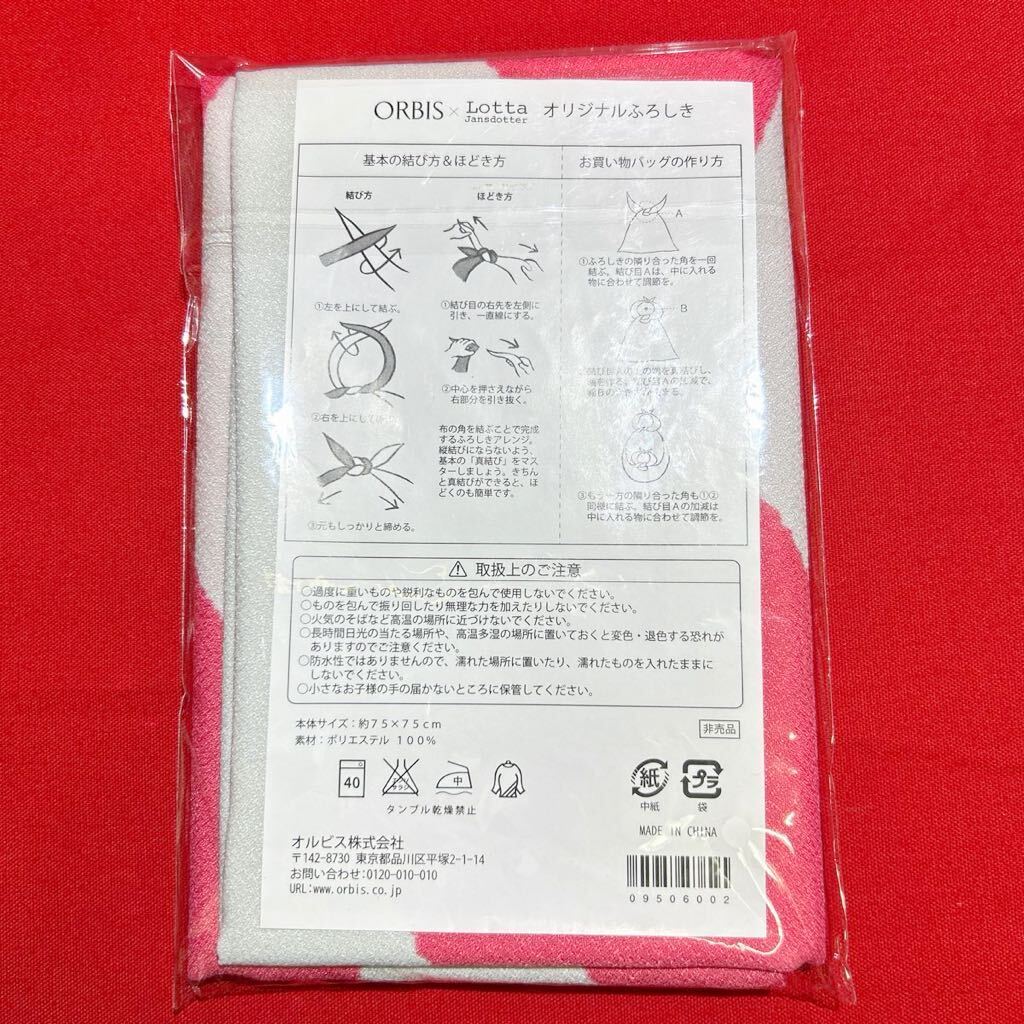 ORBIS × Lotta Jansdotter オリジナルふろしき
基本の結び方＆ほどき方
結び方
①左を上にして結ぶ。
②右を上にして
③元もしっかりと締める。
ほどき方
①結び目の右先を左側に
引き、一直線にする。
②中心を押さえながら
右部分を引き抜く。
布の角を結ぶことで完成
するふろしきアレンジ。
縦結びにならないよう、
基本の「真結び」をマス
ターしましょう。きちん
と真結びができると、ほ
どくのも簡単です。
お買い物バッグの作り方
A
①ふろしきの隣り合った角を一回
結ぶ。結び目Aは、中に入れる
物に合わせて調節を。
B
③もう一方の隣り合った角も①②
同様に結ぶ。結び目Aの加減は
中に入れる物に合わせて調節を。
⚠ 取扱上のご注意
○過度に重いものや鋭利なものを包んで使用しないでください。
○ものを包んで振り回したり無理な力を加えたりしないでください。
○火気のそばなど高温の場所に近づけないでください。
○長時間日光の当たる場所や、高温多湿の場所に置いておくと変色・退色する恐れが
ありますのでご注意ください。
○防水性ではありませんので、濡れた場所に置いたり、濡れたものを入れたままに
しないでください。
○小さなお子様の手の届かないところに保管してください。
本体サイズ：約75×75cm
素材：ポリエステル 100%
非売品
40
エンソ
サラシ
中
タンブル乾燥禁止
紙
中紙
プラ
袋
オルビス株式会社
〒142-8730 東京都品川区平塚2-1-14
お問い合わせ：0120-010-010
URL：www.orbis.co.jp
MADE IN CHINA
09506002